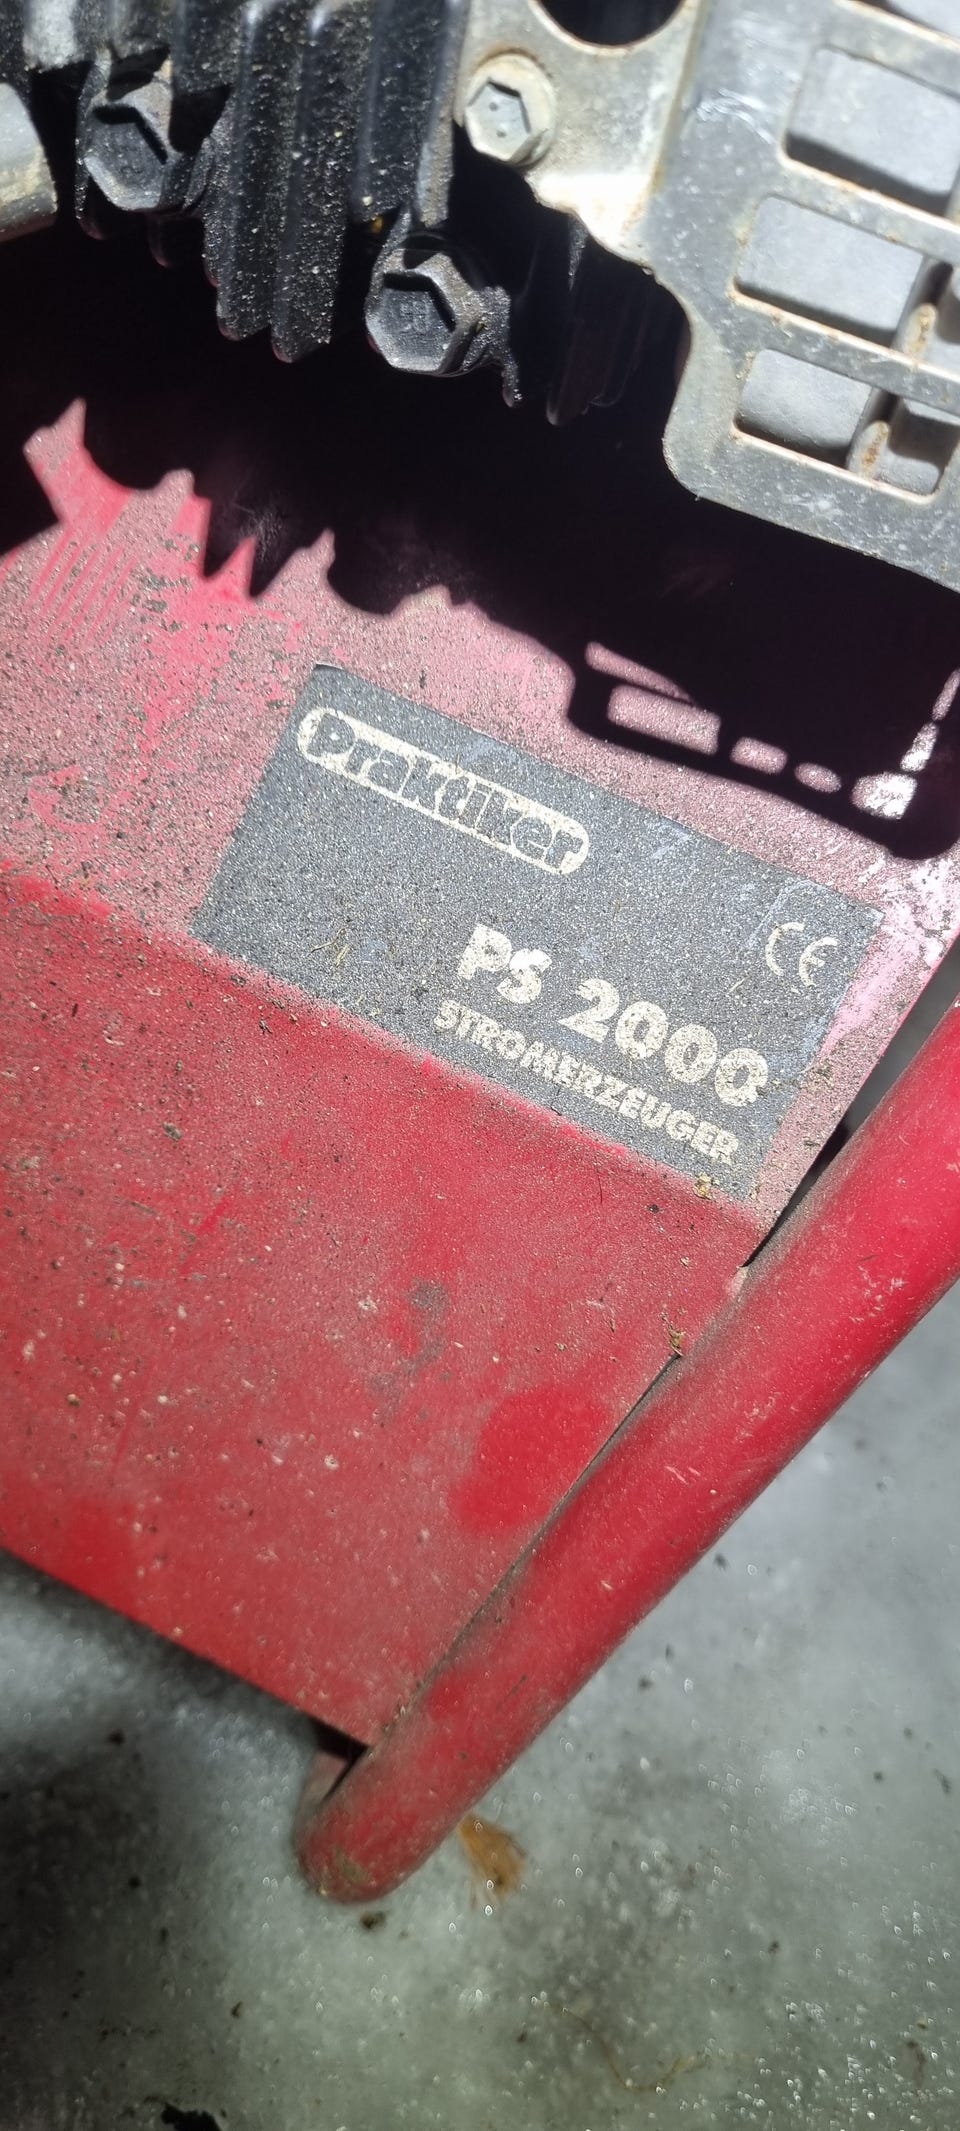 Praktiker
CE
PS 2000
STROMERZEUGER